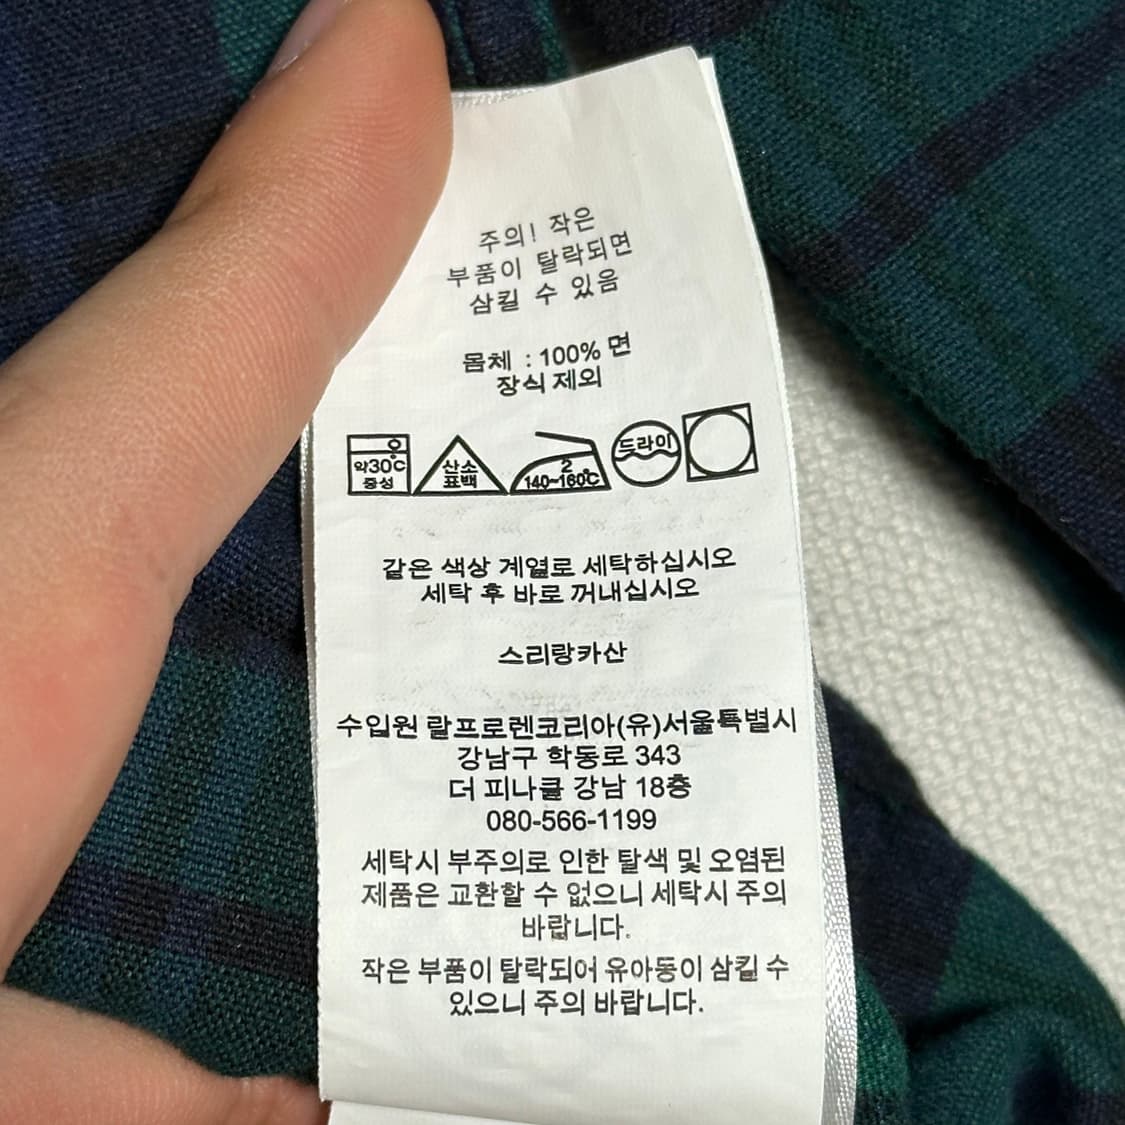 주의! 작은
부품이 탈락되면
삼킬 수 있음
몸체 : 100% 면
장식 제외
약30℃
중성
산소
표백
2
140~160℃
드라이
같은 색상 계열로 세탁하십시오
세탁 후 바로 꺼내십시오
스리랑카산
수입원 랄프로렌코리아(유)서울특별시
강남구 학동로 343
더 피나클 강남 18층
080-566-1199
세탁시 부주의로 인한 탈색 및 오염된
제품은 교환할 수 없으니 세탁시 주의
바랍니다.
작은 부품이 탈락되어 유아동이 삼킬 수
있으니 주의 바랍니다.